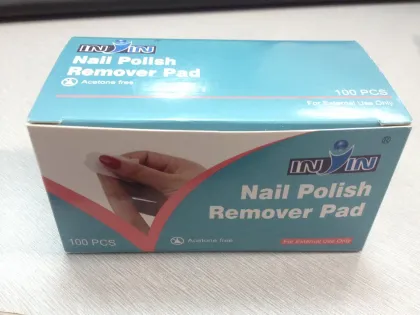 INJIN
Nail Polish
Remover Pad
Acetone free
100 PCS
For External Use Only
INJIN ®
Nail Polish
Remover Pad
100 PCS
Acetone free
For External Use Only